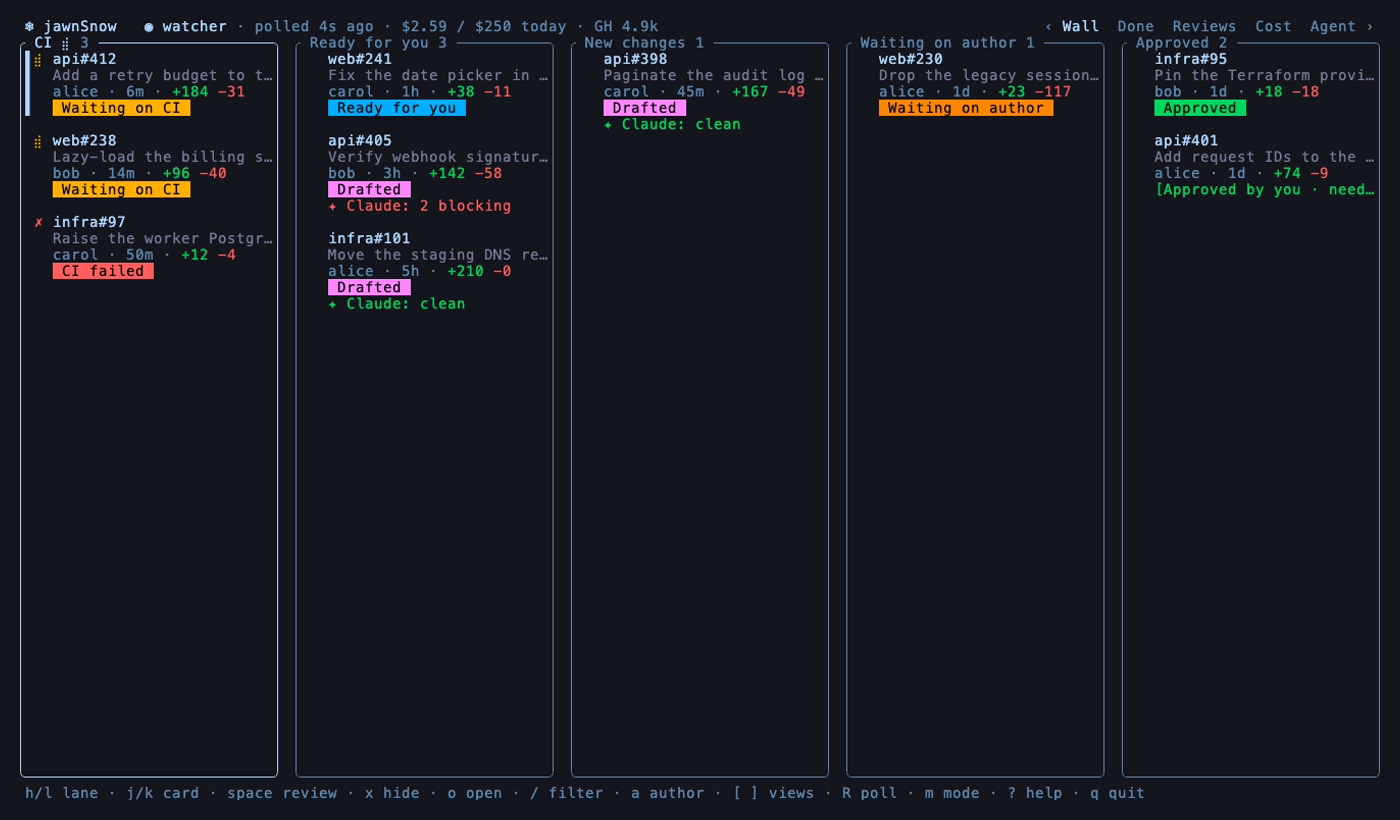 ❄ jawnSnow ◉ watcher · polled 4s ago · $2.59 / $250 today · GH 4.9k ‹ Wall Done Reviews Cost Agent ›
CI ⣾ 3
⣾ api#412
Add a retry budget to t…
alice · 6m · +184 −31
Waiting on CI
⣾ web#238
Lazy-load the billing s…
bob · 14m · +96 −40
Waiting on CI
✗ infra#97
Raise the worker Postgr…
carol · 50m · +12 −4
CI failed
Ready for you 3
web#241
Fix the date picker in …
carol · 1h · +38 −11
Ready for you
api#405
Verify webhook signatur…
bob · 3h · +142 −58
Drafted
✦ Claude: 2 blocking
infra#101
Move the staging DNS re…
alice · 5h · +210 −0
Drafted
✦ Claude: clean
New changes 1
api#398
Paginate the audit log …
carol · 45m · +167 −49
Drafted
✦ Claude: clean
Waiting on author 1
web#230
Drop the legacy session…
alice · 1d · +23 −117
Waiting on author
Approved 2
infra#95
Pin the Terraform provi…
bob · 1d · +18 −18
Approved
api#401
Add request IDs to the …
alice · 1d · +74 −9
[Approved by you · need…
h/l lane · j/k card · space review · x hide · o open · / filter · a author · [ ] views · R poll · m mode · ? help · q quit